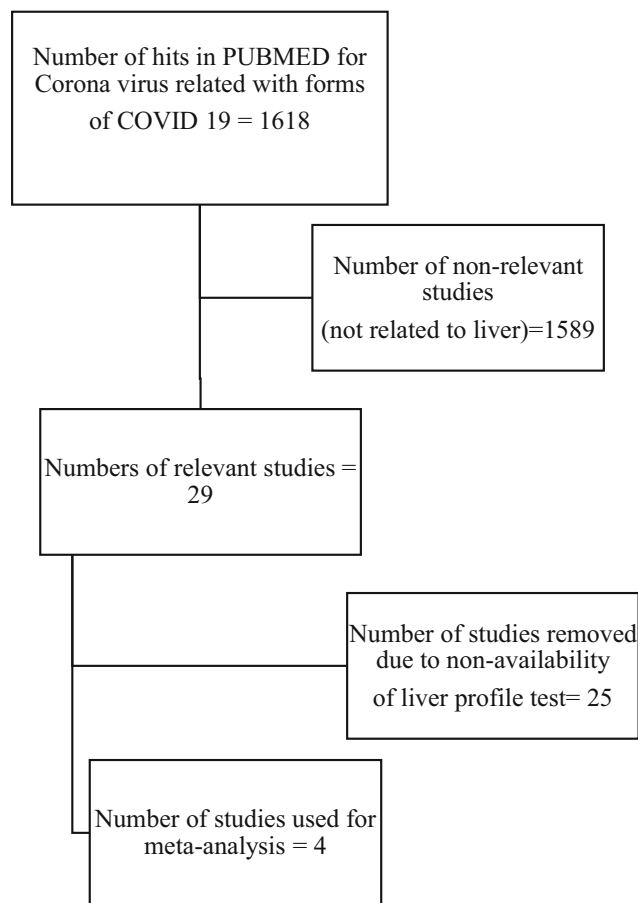 Number of hits in PUBMED for
Corona virus related with forms
of COVID 19 = 1618
Number of non-relevant
studies
(not related to liver)=1589
Numbers of relevant studies =
29
Number of studies removed
due to non-availability
of liver profile test= 25
Number of studies used for
meta-analysis = 4